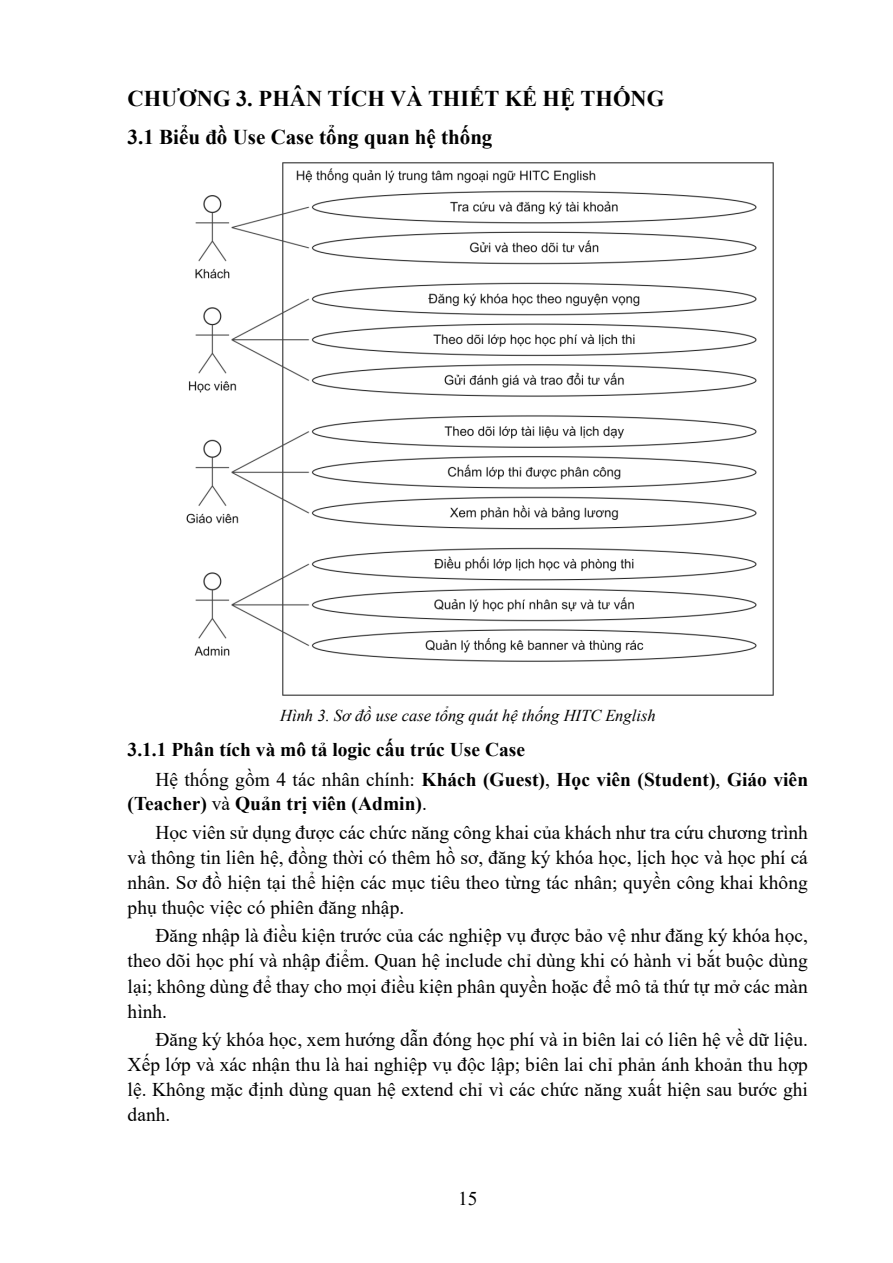 CHƯƠNG 3. PHÂN TÍCH VÀ THIẾT KẾ HỆ THỐNG
3.1 Biểu đồ Use Case tổng quan hệ thống
Hệ thống quản lý trung tâm ngoại ngữ HITC English
Tra cứu và đăng ký tài khoản
Gửi và theo dõi tư vấn
Khách
Đăng ký khóa học theo nguyện vọng
Theo dõi lớp học học phí và lịch thi
Gửi đánh giá và trao đổi tư vấn
Học viên
Theo dõi lớp tài liệu và lịch dạy
Chấm lớp thi được phân công
Xem phản hồi và bảng lương
Giáo viên
Điều phối lớp lịch học và phòng thi
Quản lý học phí nhân sự và tư vấn
Quản lý thống kê banner và thùng rác
Admin
Hình 3. Sơ đồ use case tổng quát hệ thống HITC English
3.1.1 Phân tích và mô tả logic cấu trúc Use Case
Hệ thống gồm 4 tác nhân chính: Khách (Guest), Học viên (Student), Giáo viên
(Teacher) và Quản trị viên (Admin).
Học viên sử dụng được các chức năng công khai của khách như tra cứu chương trình
và thông tin liên hệ, đồng thời có thêm hồ sơ, đăng ký khóa học, lịch học và học phí cá
nhân. Sơ đồ hiện tại thể hiện các mục tiêu theo từng tác nhân; quyền công khai không
phụ thuộc việc có phiên đăng nhập.
Đăng nhập là điều kiện trước của các nghiệp vụ được bảo vệ như đăng ký khóa học,
theo dõi học phí và nhập điểm. Quan hệ include chỉ dùng khi có hành vi bắt buộc dùng
lại; không dùng để thay cho mọi điều kiện phân quyền hoặc để mô tả thứ tự mở các màn
hình.
Đăng ký khóa học, xem hướng dẫn đóng học phí và in biên lai có liên hệ về dữ liệu.
Xếp lớp và xác nhận thu là hai nghiệp vụ độc lập; biên lai chỉ phản ánh khoản thu hợp
lệ. Không mặc định dùng quan hệ extend chỉ vì các chức năng xuất hiện sau bước ghi
danh.
15